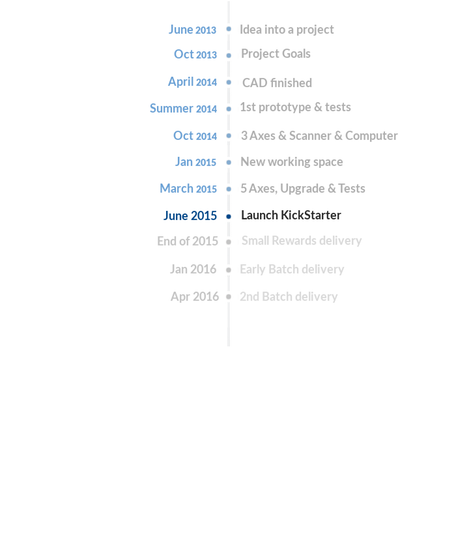 June 2013 Idea into a project
Oct 2013 Project Goals
April 2014 CAD finished
Summer 2014 1st prototype & tests
Oct 2014 3 Axes & Scanner & Computer
Jan 2015 New working space
March 2015 5 Axes, Upgrade & Tests
June 2015 Launch KickStarter
End of 2015 Small Rewards delivery
Jan 2016 Early Batch delivery
Apr 2016 2nd Batch delivery